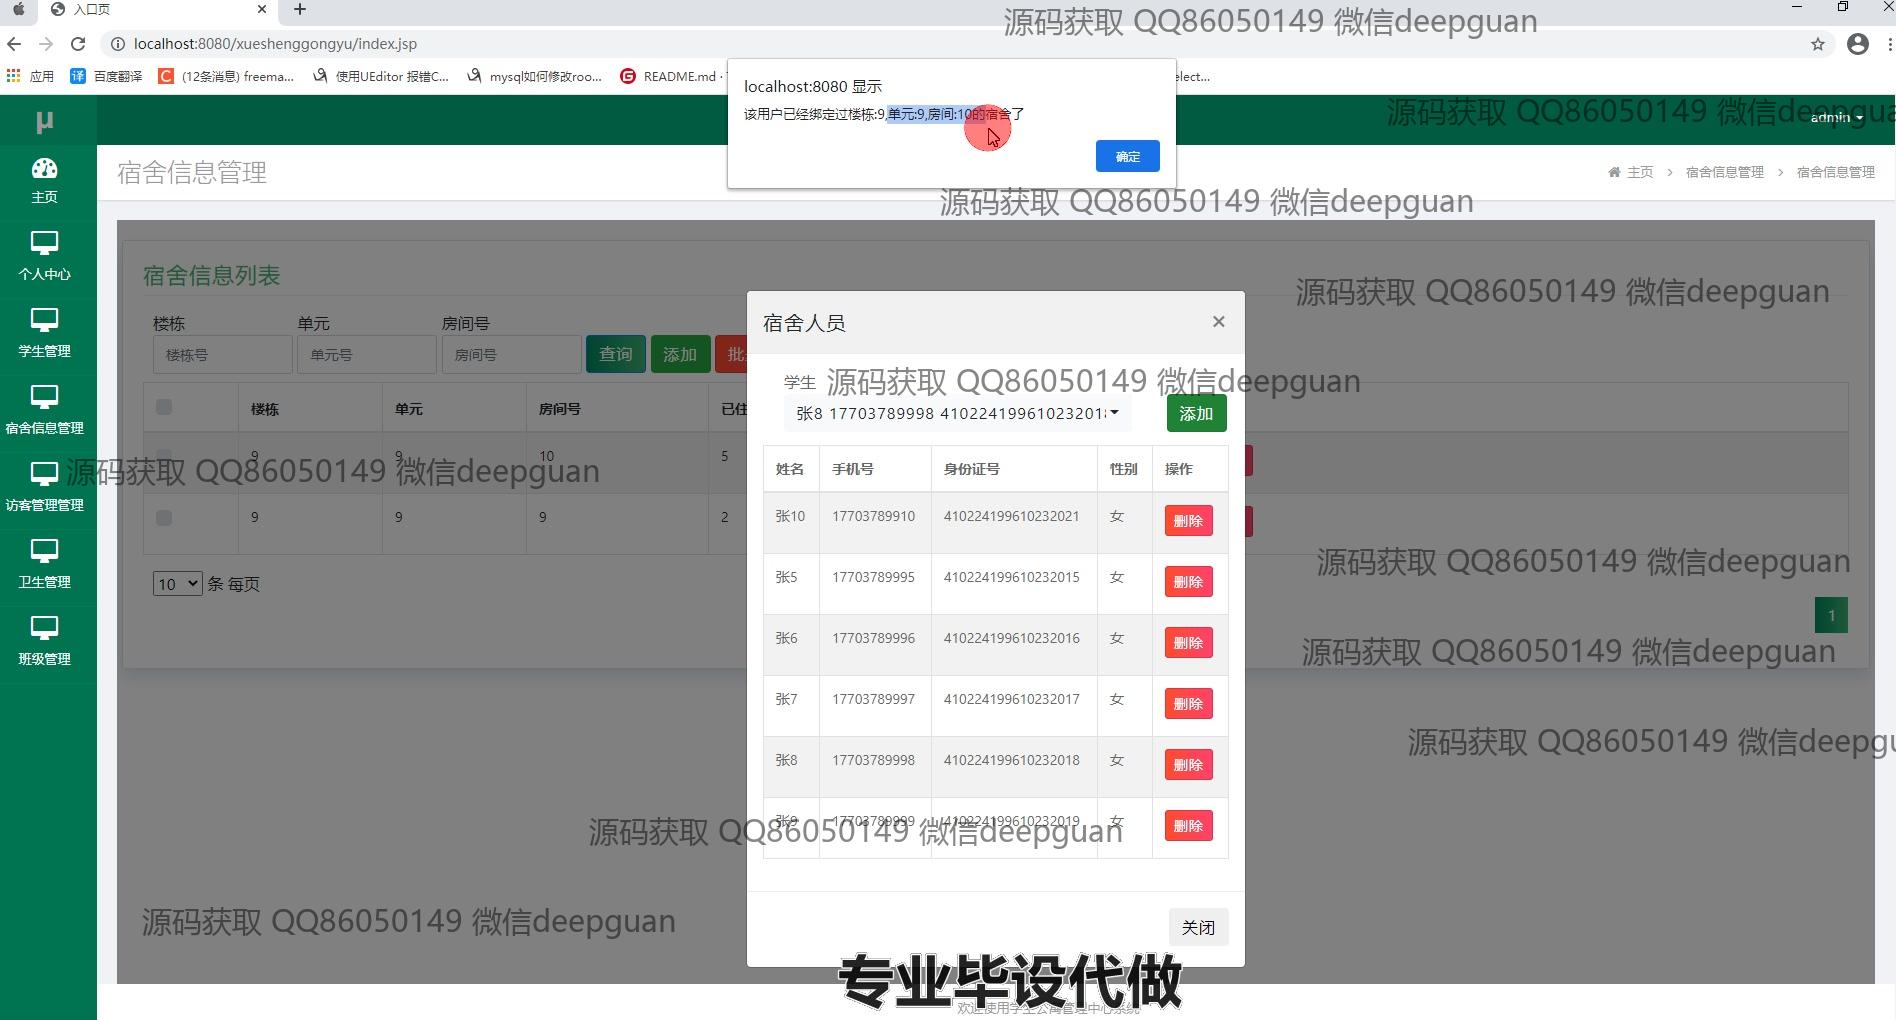 入口页
localhost:8080/xueshenggongyu/index.jsp
应用 百度翻译 (12条消息) freema... 使用UEditor 报错C... mysql如何修改roo... README.md · elect...
localhost:8080 显示
该用户已经绑定过楼栋:9,单元:9,房间:10的宿舍了
确定
源码获取 QQ86050149 微信deepguan
μ
源码获取 QQ86050149 微信deepgua
admin
宿舍信息管理
主页 > 宿舍信息管理 > 宿舍信息管理
源码获取 QQ86050149 微信deepguan
主页
个人中心
学生管理
宿舍信息管理
访客管理管理
卫生管理
班级管理
宿舍信息列表
源码获取 QQ86050149 微信deepguan
楼栋 单元 房间号
楼栋号 单元号 房间号 查询 添加 批
楼栋 单元 房间号 已住
9 9 10 5
源码获取 QQ86050149 微信deepguan
9 9 9 2
10 条 每页
1
宿舍人员 ×
学生
源码获取 QQ86050149 微信deepguan
张8 17703789998 410224199610232018 添加
姓名 手机号 身份证号 性别 操作
张10 17703789910 410224199610232021 女 删除
张5 17703789995 410224199610232015 女 删除
张6 17703789996 410224199610232016 女 删除
张7 17703789997 410224199610232017 女 删除
张8 17703789998 410224199610232018 女 删除
张9 17703789999 410224199610232019 女 删除
源码获取 QQ86050149 微信deepguan
源码获取 QQ86050149 微信deepguan
源码获取 QQ86050149 微信deepguan
源码获取 QQ86050149 微信deepgu
源码获取 QQ86050149 微信deepguan
关闭
专业毕设代做
欢迎使用学生公寓管理中心系统